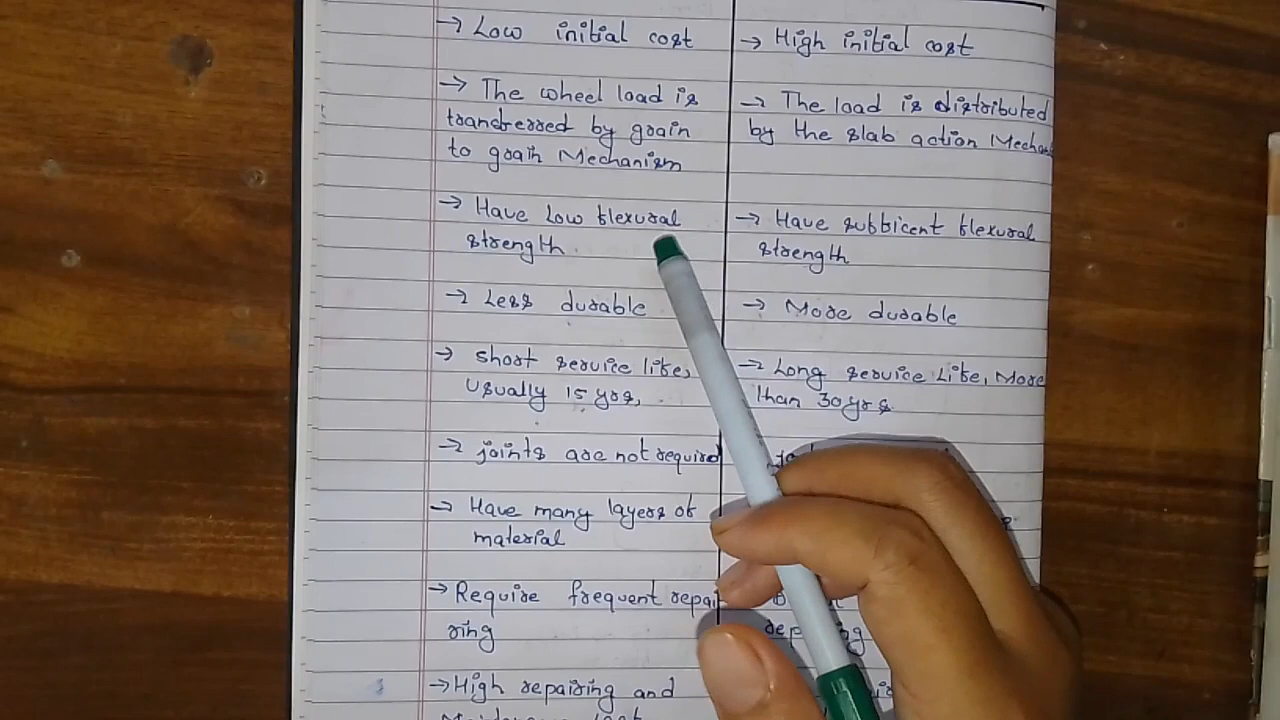 → Low initial cost
→ The wheel load is
transferred by grain
to grain Mechanism
→ Have Low flexural
strength.
→ Less durable
→ short service life,
Usually 15 yrs,
→ joints are not required
→ Have many layers of
material
→ Require frequent repai
ring
→ High repairing and
→ High initial cost
→ The load is distributed
by the slab action
→ Have sufficent flexural
strength
→ More durable
→ Long service Life, More
than 30yrs